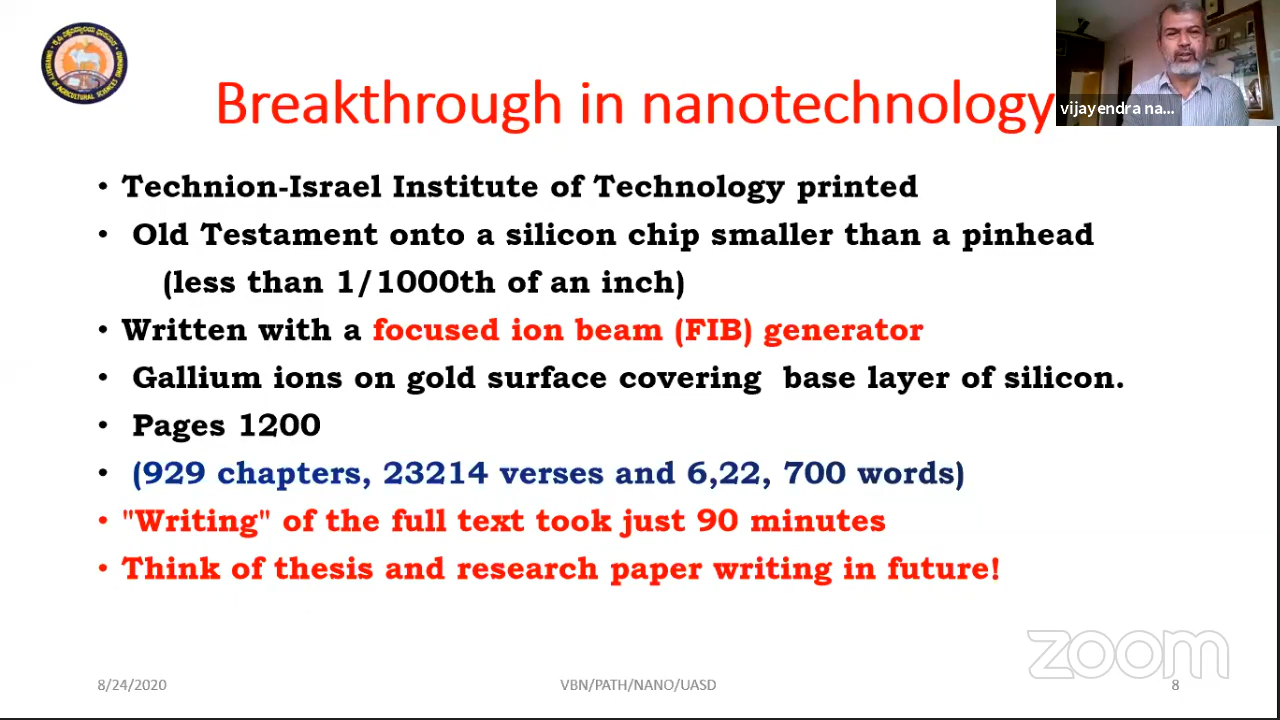 Breakthrough in nanotechnology
vijayendra na...
• Technion-Israel Institute of Technology printed
• Old Testament onto a silicon chip smaller than a pinhead
(less than 1/1000th of an inch)
• Written with a focused ion beam (FIB) generator
• Gallium ions on gold surface covering base layer of silicon.
• Pages 1200
• (929 chapters, 23214 verses and 6,22, 700 words)
• "Writing" of the full text took just 90 minutes
• Think of thesis and research paper writing in future!
zoom
8/24/2020
VBN/PATH/NANO/UASD
8